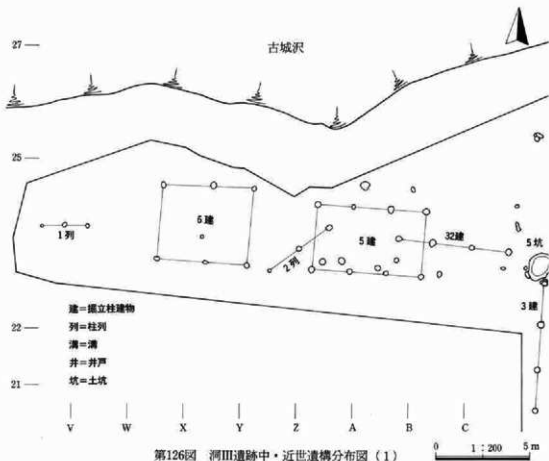 27
古城沢
25
6建
1列
5建
32建
2列
5坑
3建
建=掘立柱建物
列=柱列
溝=溝
井=井戸
坑=土坑
22
21
V W X Y Z A B C
第126図 河Ⅲ遺跡中・近世遺構分布図(1)
0 1:200 5m